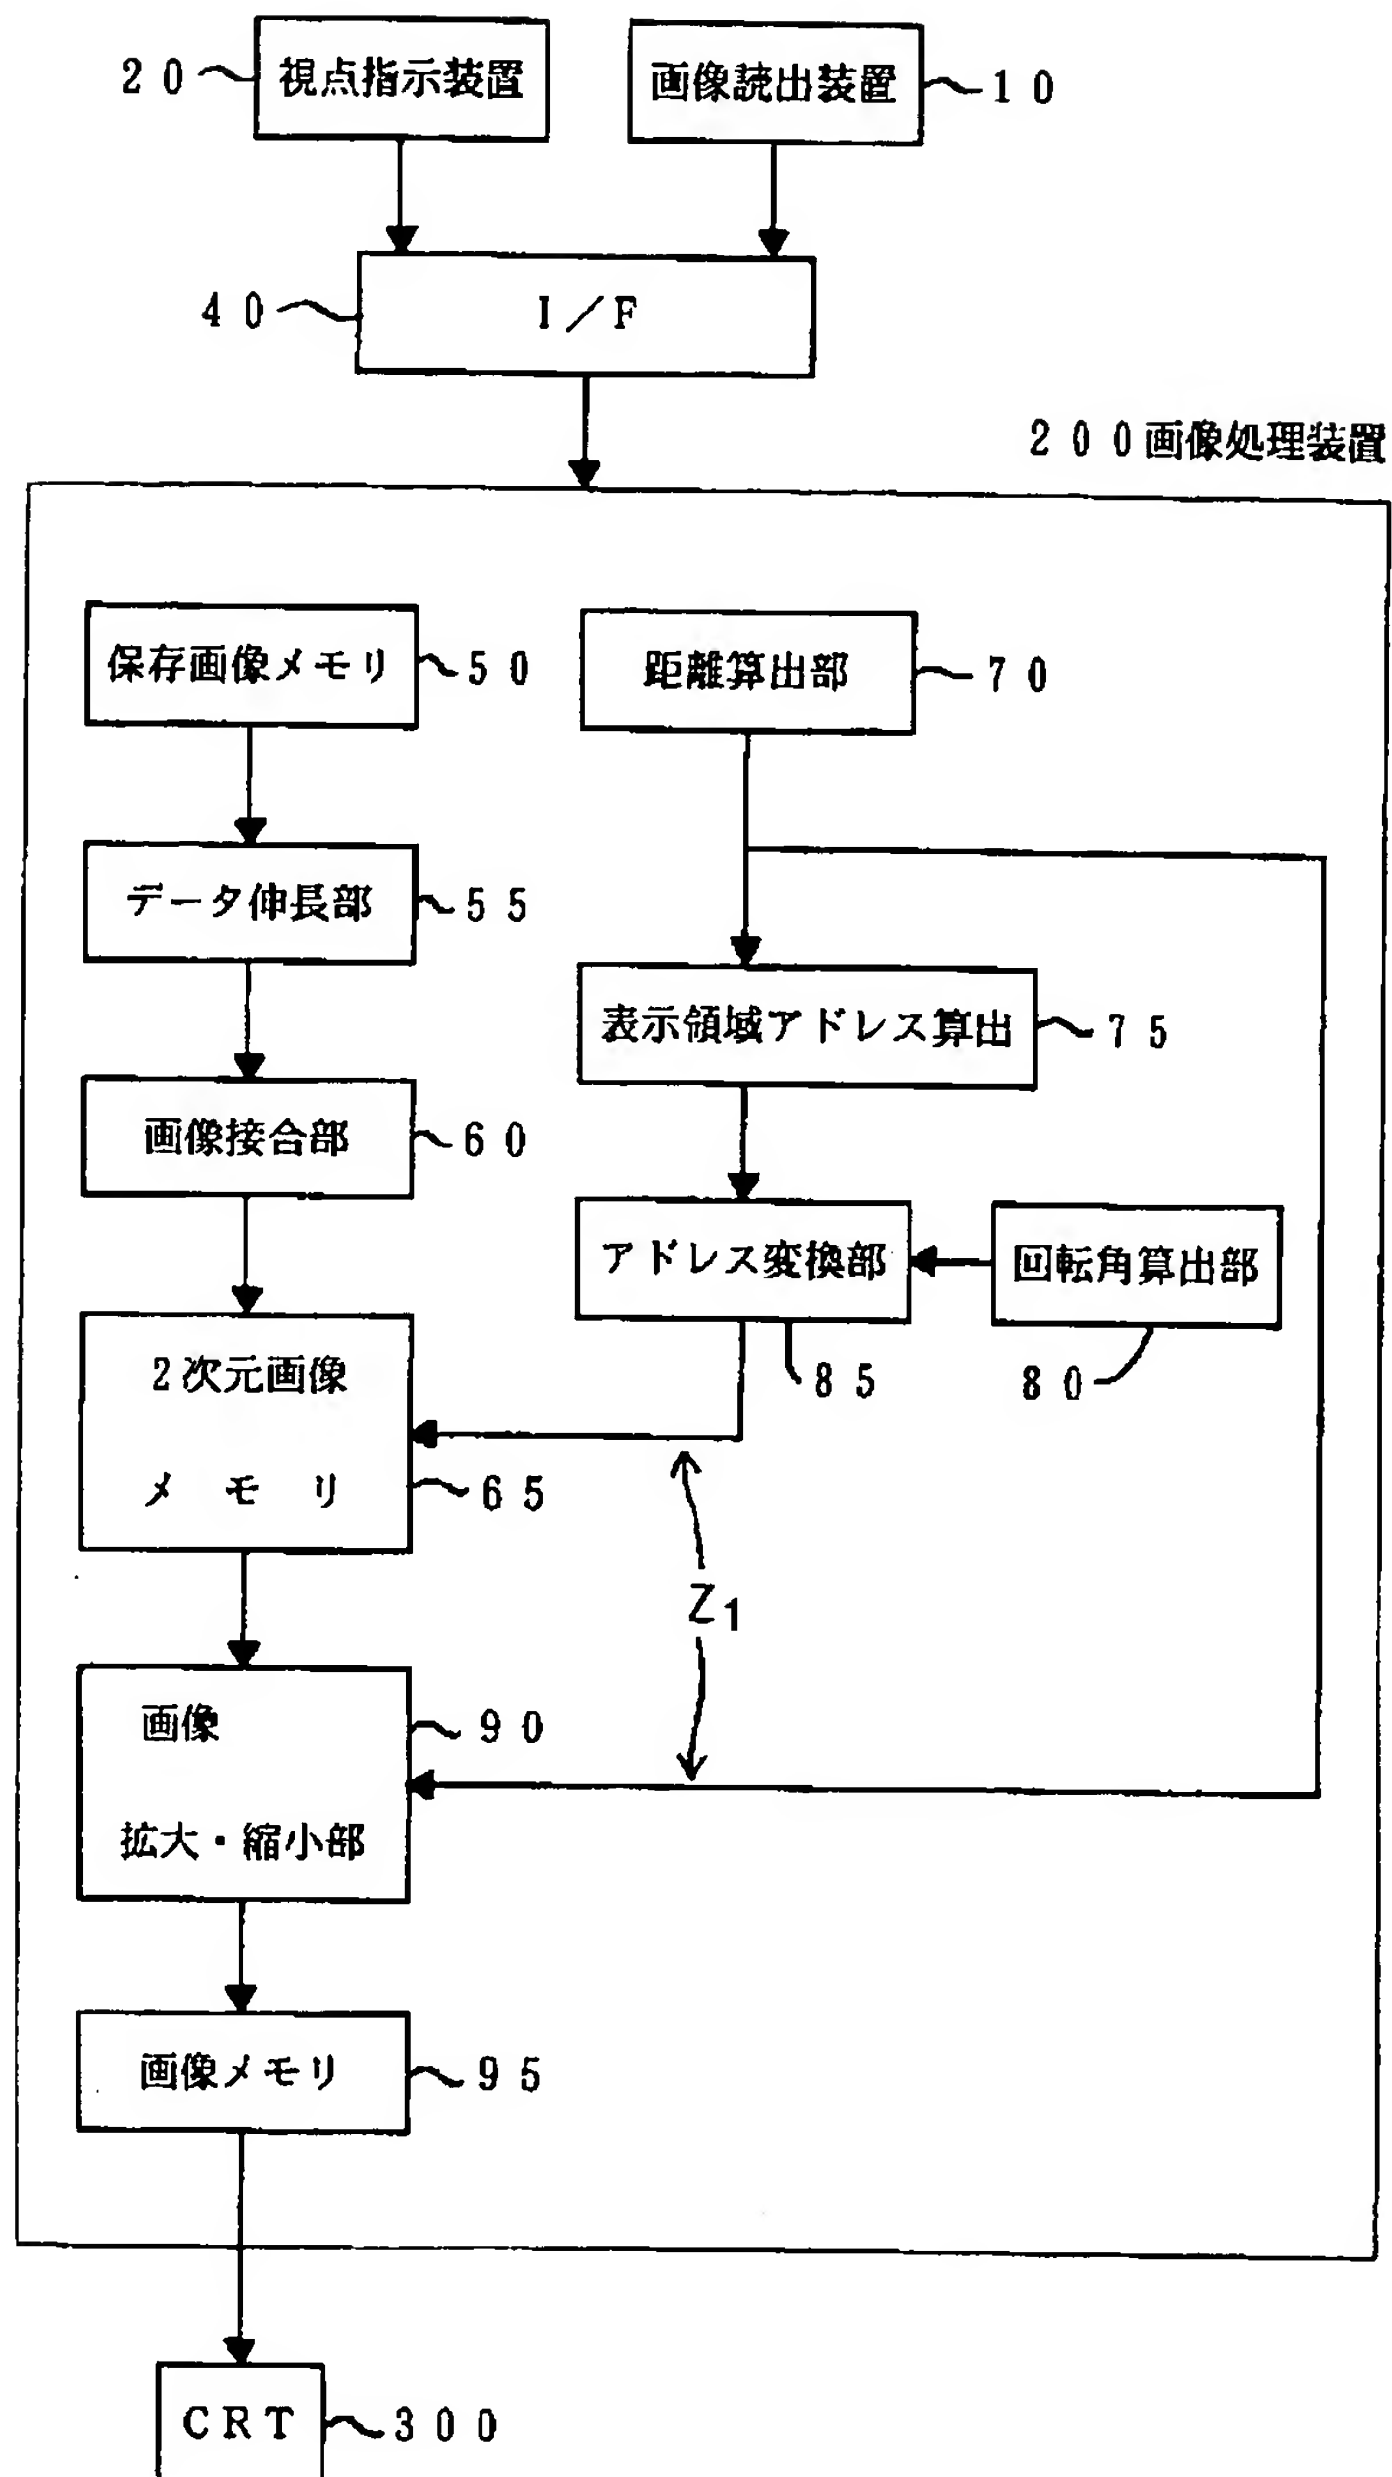 20 視点指示装置
画像読出装置 10
40 I/F
200画像処理装置
保存画像メモリ 50
距離算出部 70
データ伸長部 55
表示領域アドレス算出 75
画像接合部 60
アドレス変換部 85
回転角算出部 80
2次元画像
メモリ 65
Z1
画像 90
拡大・縮小部
画像メモリ 95
CRT 300